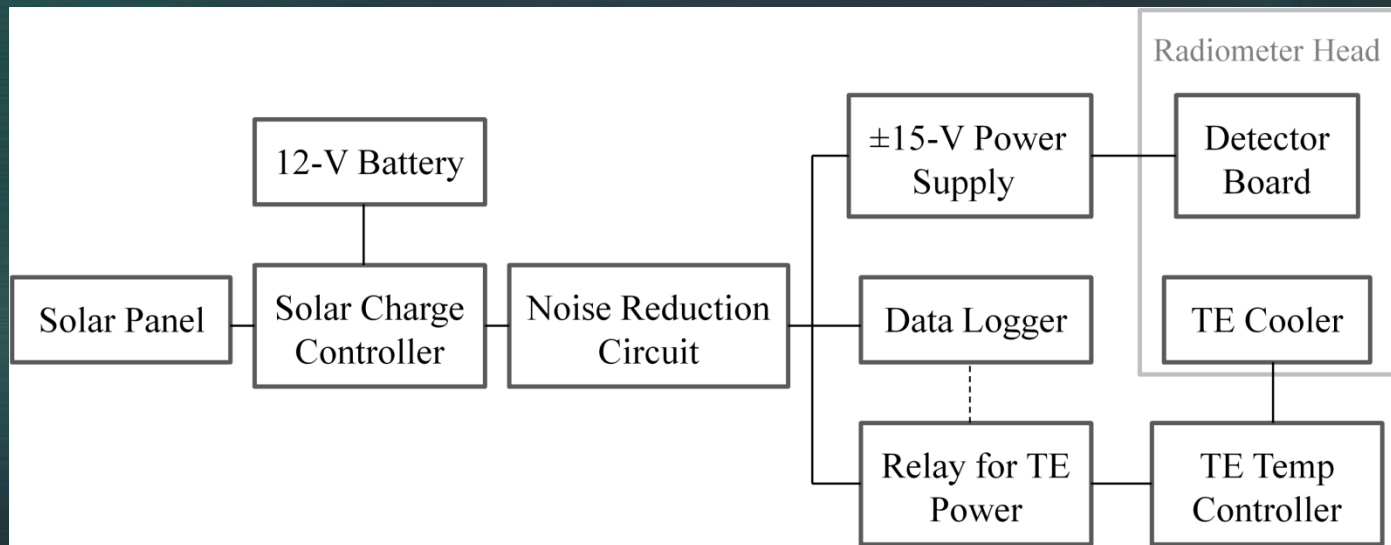 Radiometer Head
12-V Battery
±15-V Power
Supply
Detector
Board
Solar Panel
Solar Charge
Controller
Noise Reduction
Circuit
Data Logger
TE Cooler
Relay for TE
Power
TE Temp
Controller